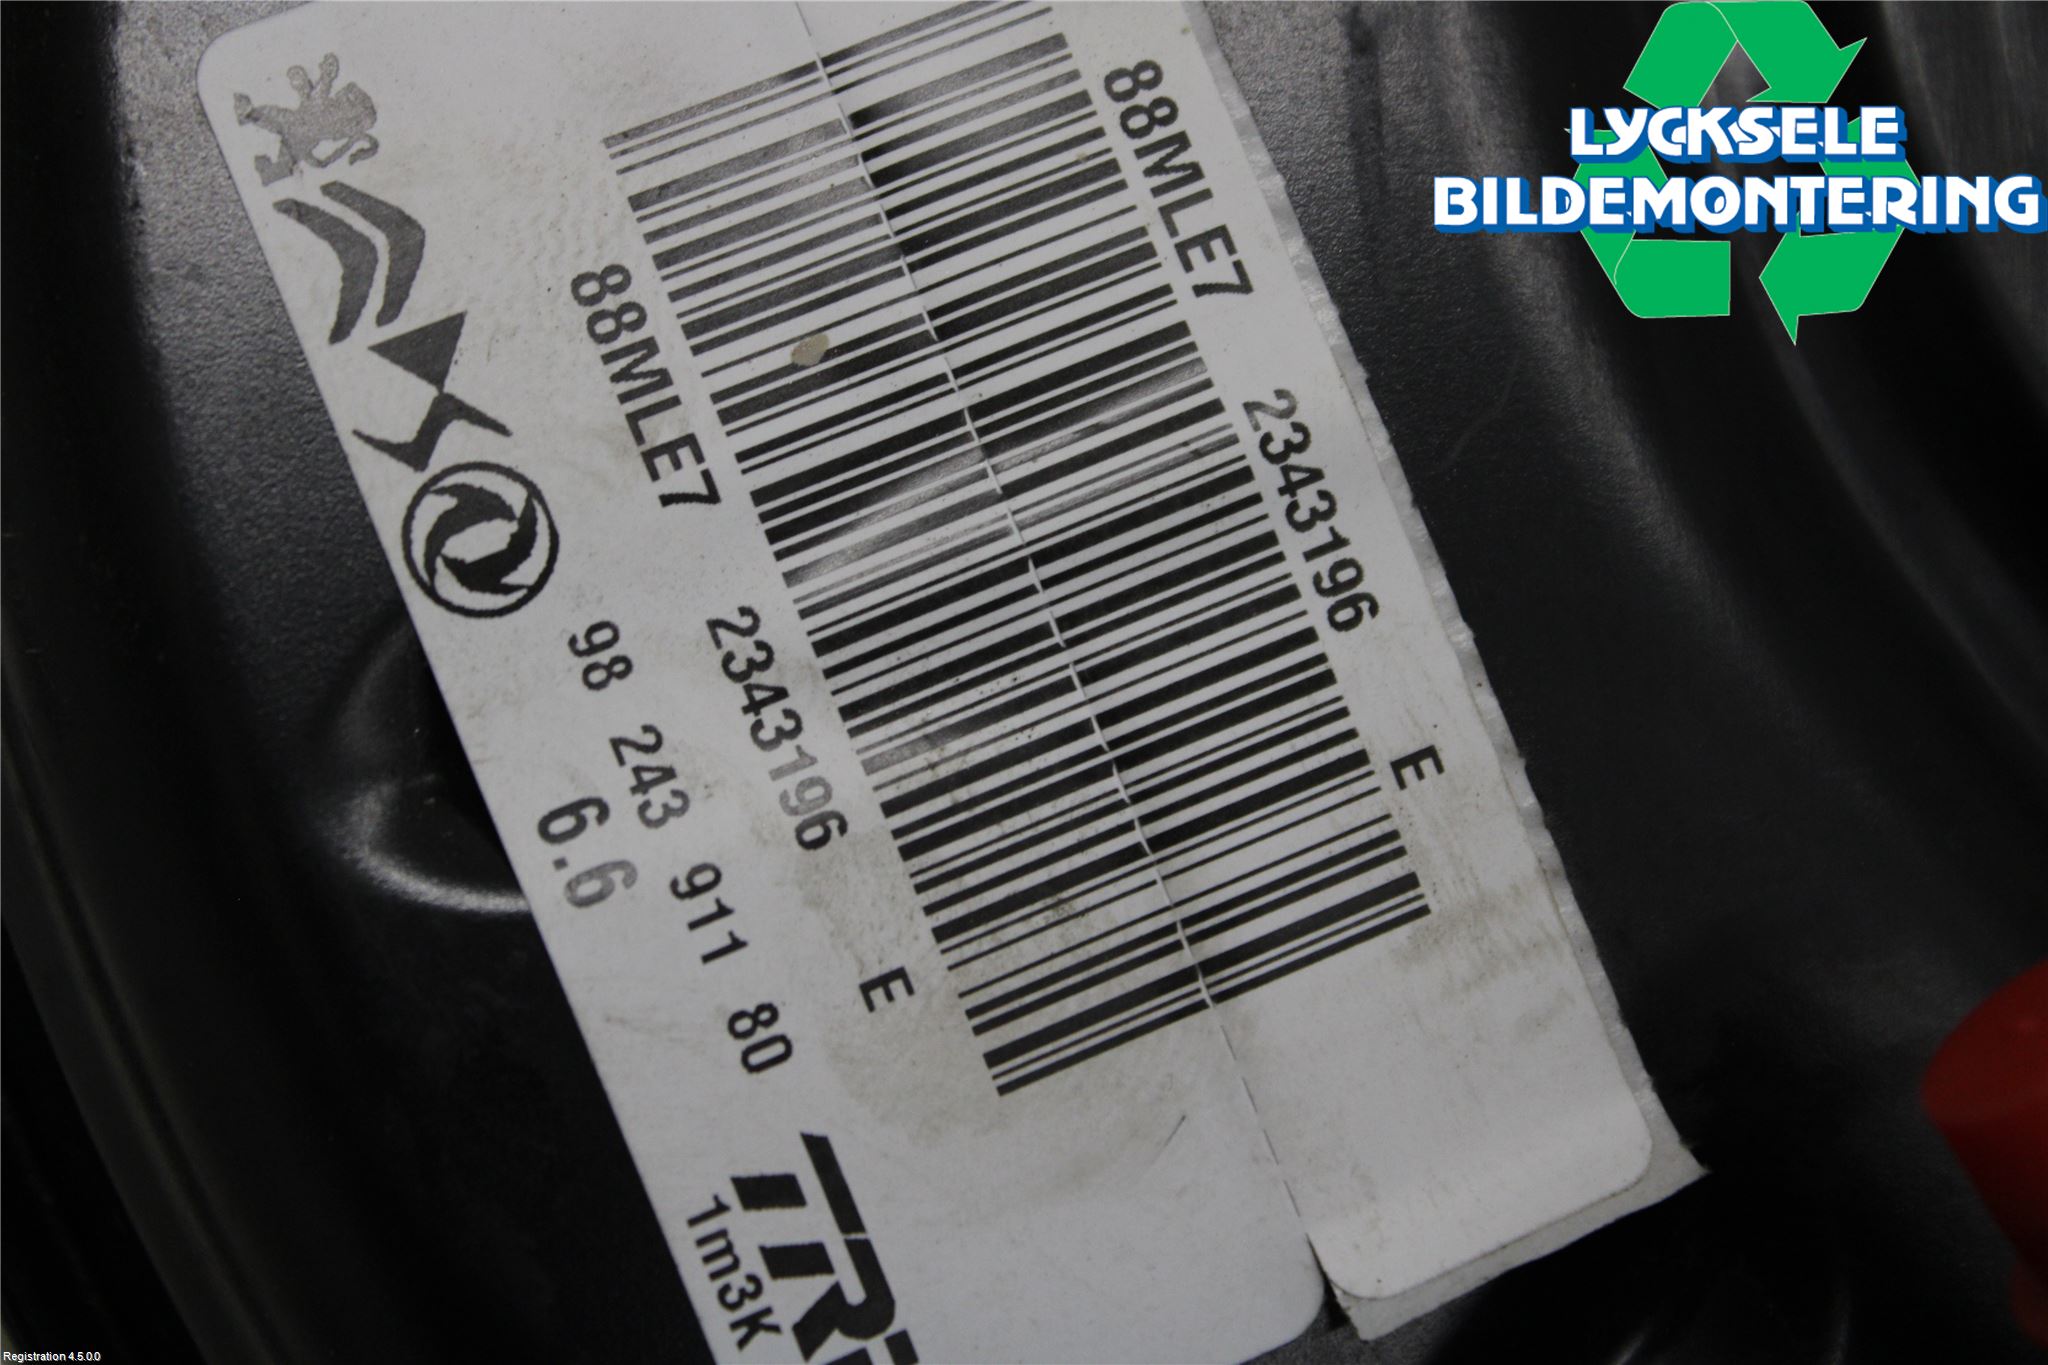 LYCKSELE
BILDEMONTERING
88MLE7 2343196 E
88MLE7 2343196 E
98 243 911 80
6.6
1m3K
Registration 4.5.0.0